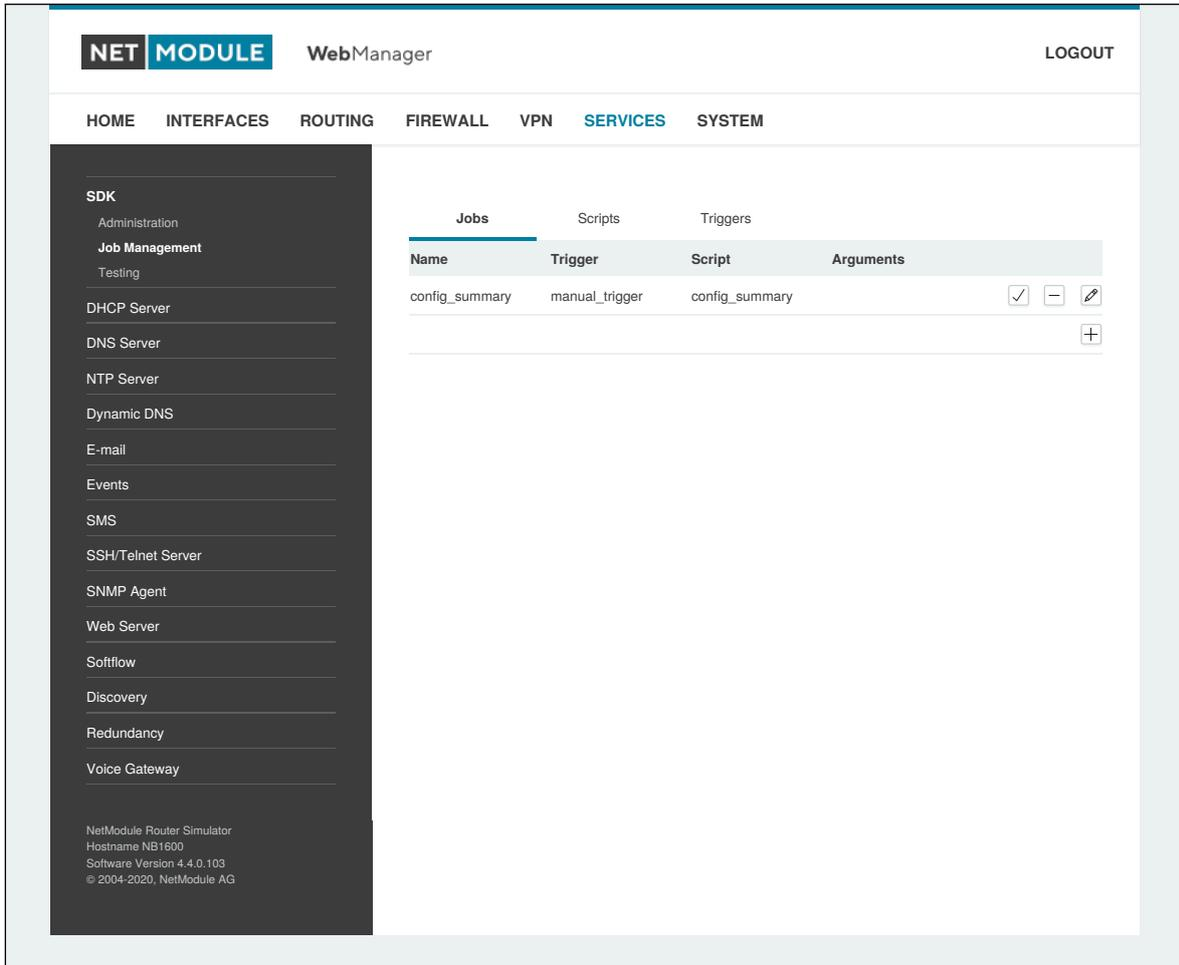 NET MODULE WebManager LOGOUT
HOME INTERFACES ROUTING FIREWALL VPN SERVICES SYSTEM
SDK
Administration
Job Management
Testing
DHCP Server
DNS Server
NTP Server
Dynamic DNS
E-mail
Events
SMS
SSH/Telnet Server
SNMP Agent
Web Server
Softflow
Discovery
Redundancy
Voice Gateway
NetModule Router Simulator
Hostname NB1600
Software Version 4.4.0.103
© 2004-2020, NetModule AG
Jobs Scripts Triggers
Name Trigger Script Arguments
config_summary manual_trigger config_summary